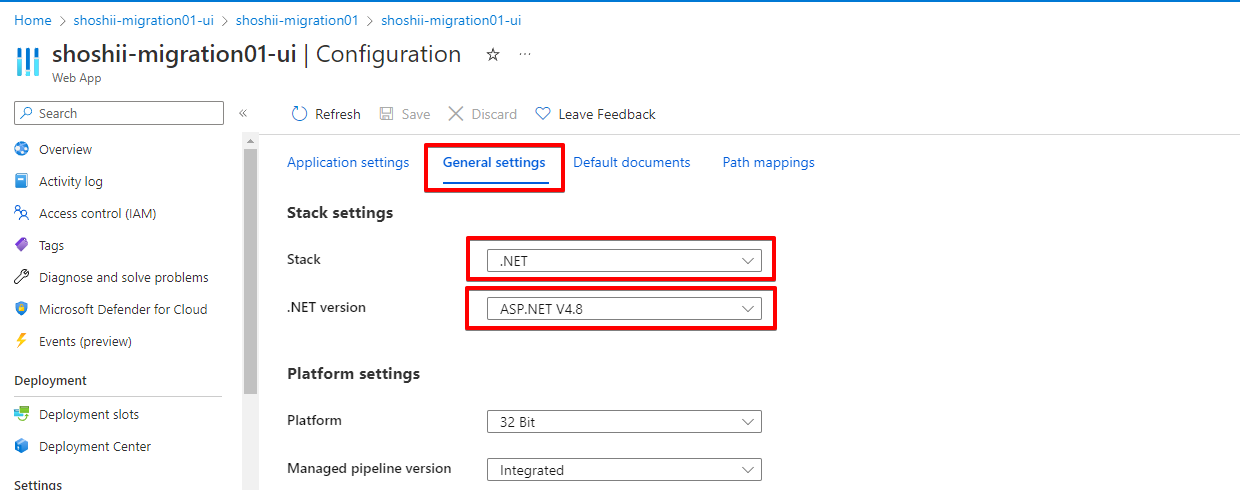 Home > shoshii-migration01-ui > shoshii-migration01 > shoshii-migration01-ui
shoshii-migration01-ui | Configuration
Web App
Search
Overview
Activity log
Access control (IAM)
Tags
Diagnose and solve problems
Microsoft Defender for Cloud
Events (preview)
Deployment
Deployment slots
Deployment Center
Settings
Refresh Save Discard Leave Feedback
Application settings General settings Default documents Path mappings
Stack settings
Stack .NET
.NET version ASP.NET V4.8
Platform settings
Platform 32 Bit
Managed pipeline version Integrated